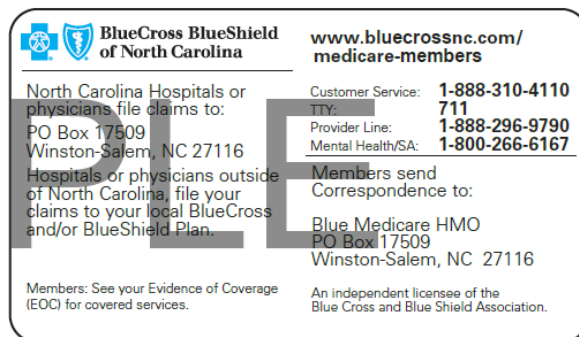 BlueCross BlueShield
of North Carolina
North Carolina Hospitals or
physicians file claims to:
PO Box 17509
Winston-Salem, NC 27116
Hospitals or physicians outside
of North Carolina, file your
claims to your local BlueCross
and/or BlueShield Plan.
Members: See your Evidence of Coverage
(EOC) for covered services.
www.bluecrossnc.com/
medicare-members
Customer Service: 1-888-310-4110
TTY: 711
Provider Line: 1-888-296-9790
Mental Health/SA: 1-800-266-6167
Members send
Correspondence to:
Blue Medicare HMO
PO Box 17509
Winston-Salem, NC 27116
An independent licensee of the
Blue Cross and Blue Shield Association.
PLE